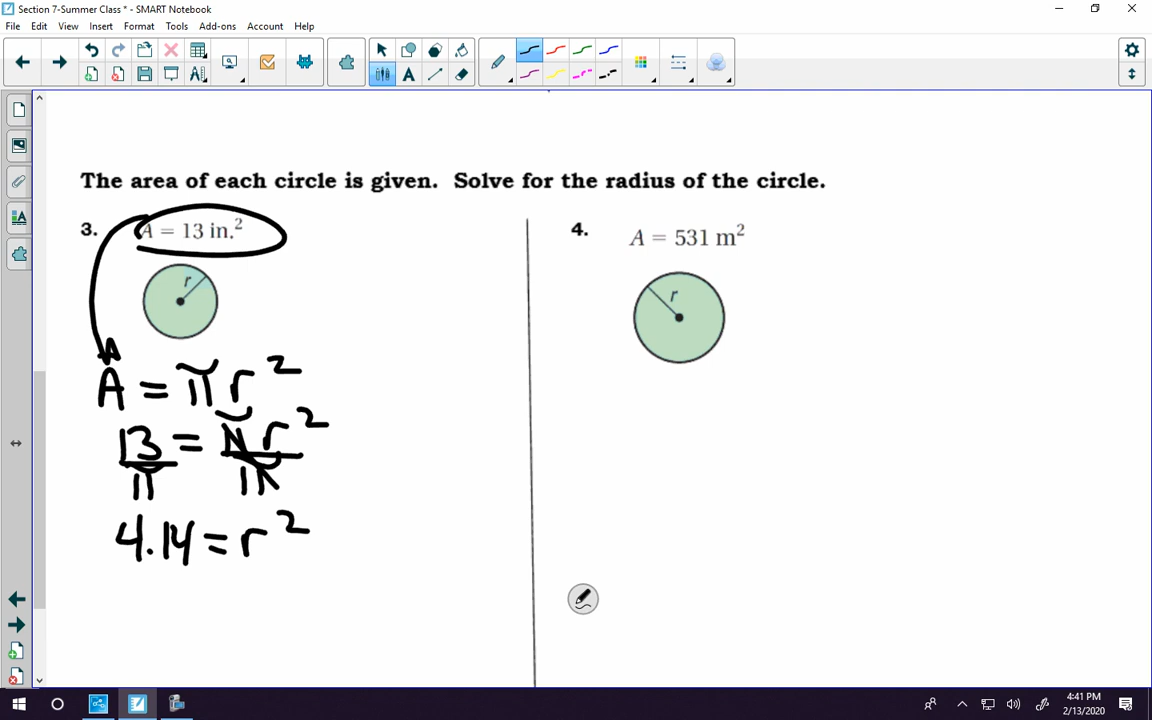 Section 7-Summer Class * - SMART Notebook
File Edit View Insert Format Tools Add-ons Account Help
The area of each circle is given. Solve for the radius of the circle.
3. A = 13 in.²
r
A = πr²
13 = πr²
π π
4.14 = r²
4. A = 531 m²
r
4:41 PM
2/13/2020